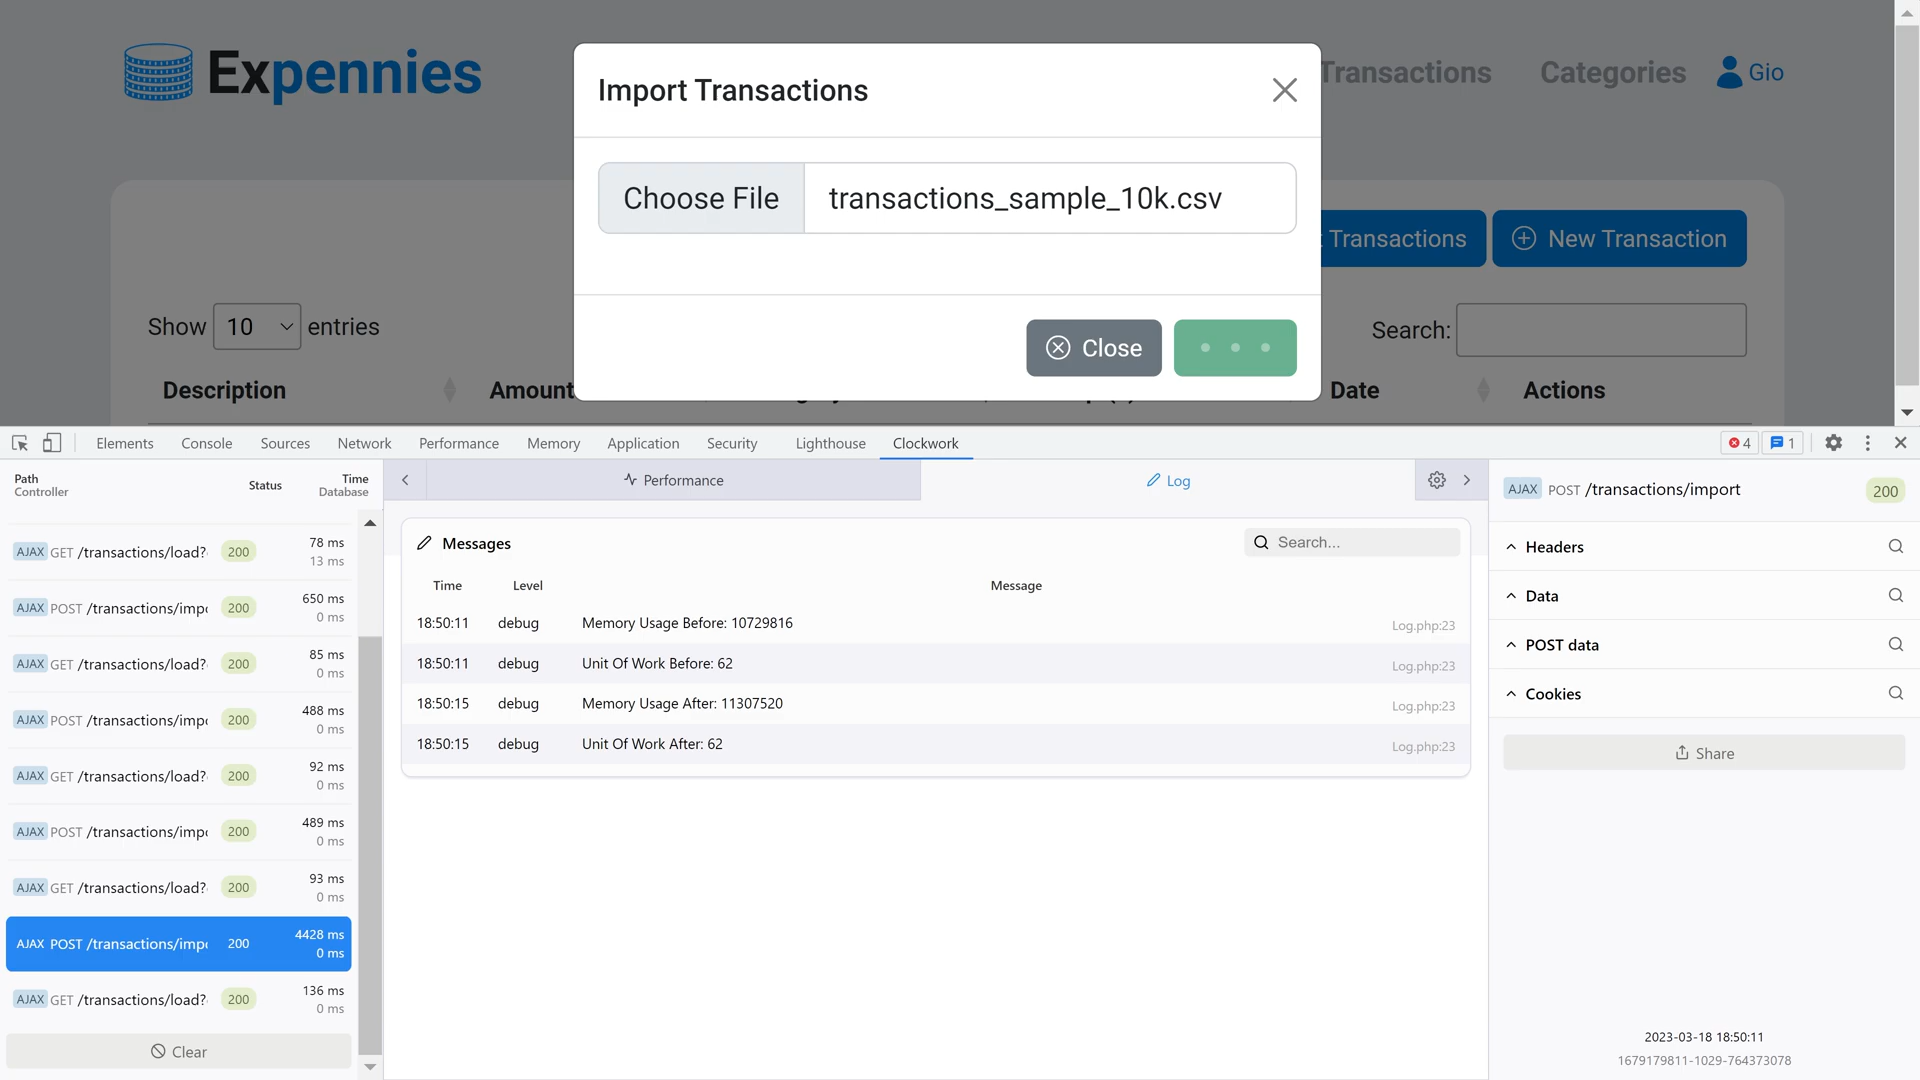 Expennies
Transactions
Categories
Gio
Import Transactions
Choose File
transactions_sample_10k.csv
Transactions
New Transaction
Show 10 entries
Search:
Close
Description
Amount
Date
Actions
Elements
Console
Sources
Network
Performance
Memory
Application
Security
Lighthouse
Clockwork
4
1
Path
Controller
Status
Time
Database
Performance
Log
AJAX POST /transactions/import
200
AJAX GET /transactions/load?
200
78 ms
13 ms
AJAX POST /transactions/impo
200
650 ms
0 ms
AJAX GET /transactions/load?
200
85 ms
0 ms
AJAX POST /transactions/impo
200
488 ms
0 ms
AJAX GET /transactions/load?
200
92 ms
0 ms
AJAX POST /transactions/impo
200
489 ms
0 ms
AJAX GET /transactions/load?
200
93 ms
0 ms
AJAX POST /transactions/impo
200
4428 ms
0 ms
AJAX GET /transactions/load?
200
136 ms
0 ms
Clear
Messages
Search...
Time
Level
Message
18:50:11 debug Memory Usage Before: 10729816 Log.php:23
18:50:11 debug Unit Of Work Before: 62 Log.php:23
18:50:15 debug Memory Usage After: 11307520 Log.php:23
18:50:15 debug Unit Of Work After: 62 Log.php:23
Headers
Data
POST data
Cookies
Share
2023-03-18 18:50:11
1679179811-1029-764373078